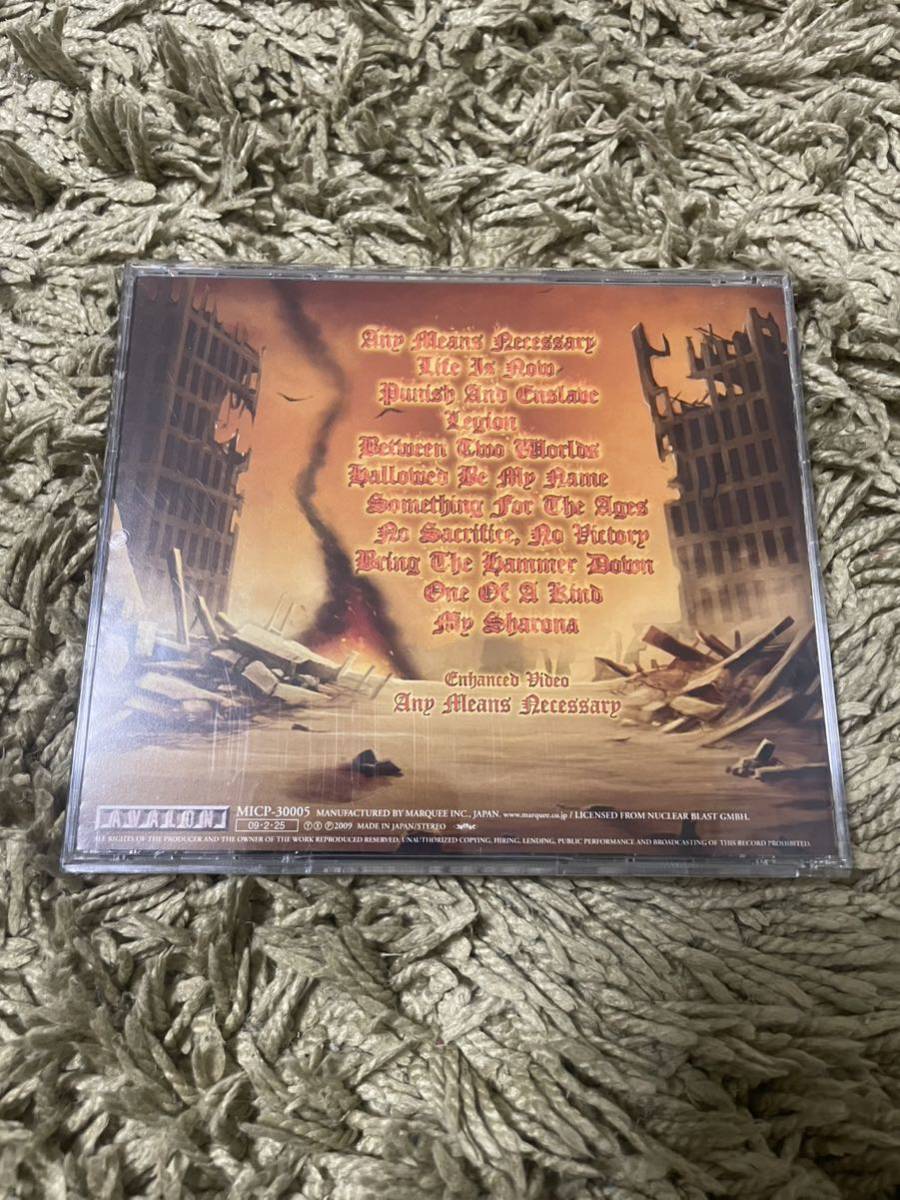 Any Means Necessary
Life Is Now
Punish And Enslave
Legion
Between Two Worlds
Hallowed Be My Name
Something For The Ages
No Sacrifice, No Victory
Bring The Hammer Down
One Of A Kind
My Sharona
Enhanced Video
Any Means Necessary
AVALON
MICP-30005 MANUFACTURED BY MARQUEE INC., JAPAN. www.marquee.co.jp / LICENSED FROM NUCLEAR BLAST GMBH.
09·2·25 Ⓣ Ⓢ Ⓟ 2009 MADE IN JAPAN/STEREO
ALL RIGHTS OF THE PRODUCER AND THE OWNER OF THE WORK REPRODUCED RESERVED. UNAUTHORIZED COPYING, HIRING, LENDING, PUBLIC PERFORMANCE AND BROADCASTING OF THIS RECORD PROHIBITED.